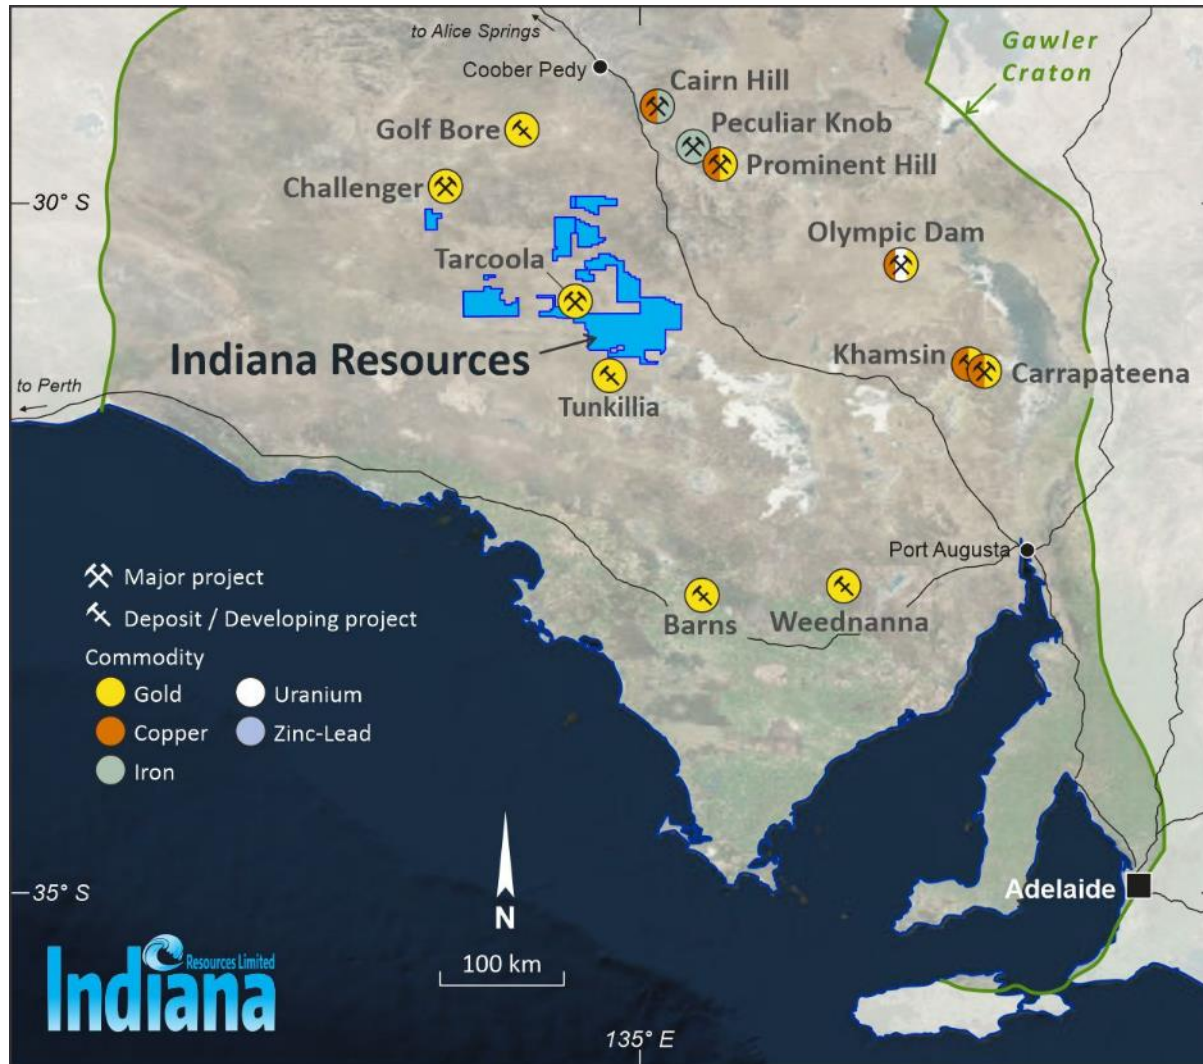 to Alice Springs
Coober Pedy
Gawler
Craton
Cairn Hill
Peculiar Knob
Golf Bore
Prominent Hill
Challenger
30° S
Olympic Dam
Tarcoola
Indiana Resources
Khamsin
Carrapateena
to Perth
Tunkillia
Port Augusta
Major project
Deposit / Developing project
Barns
Weednanna
Commodity
Gold
Uranium
Copper
Zinc-Lead
Iron
35° S
Adelaide
N
100 km
Resources Limited
Indiana
135° E